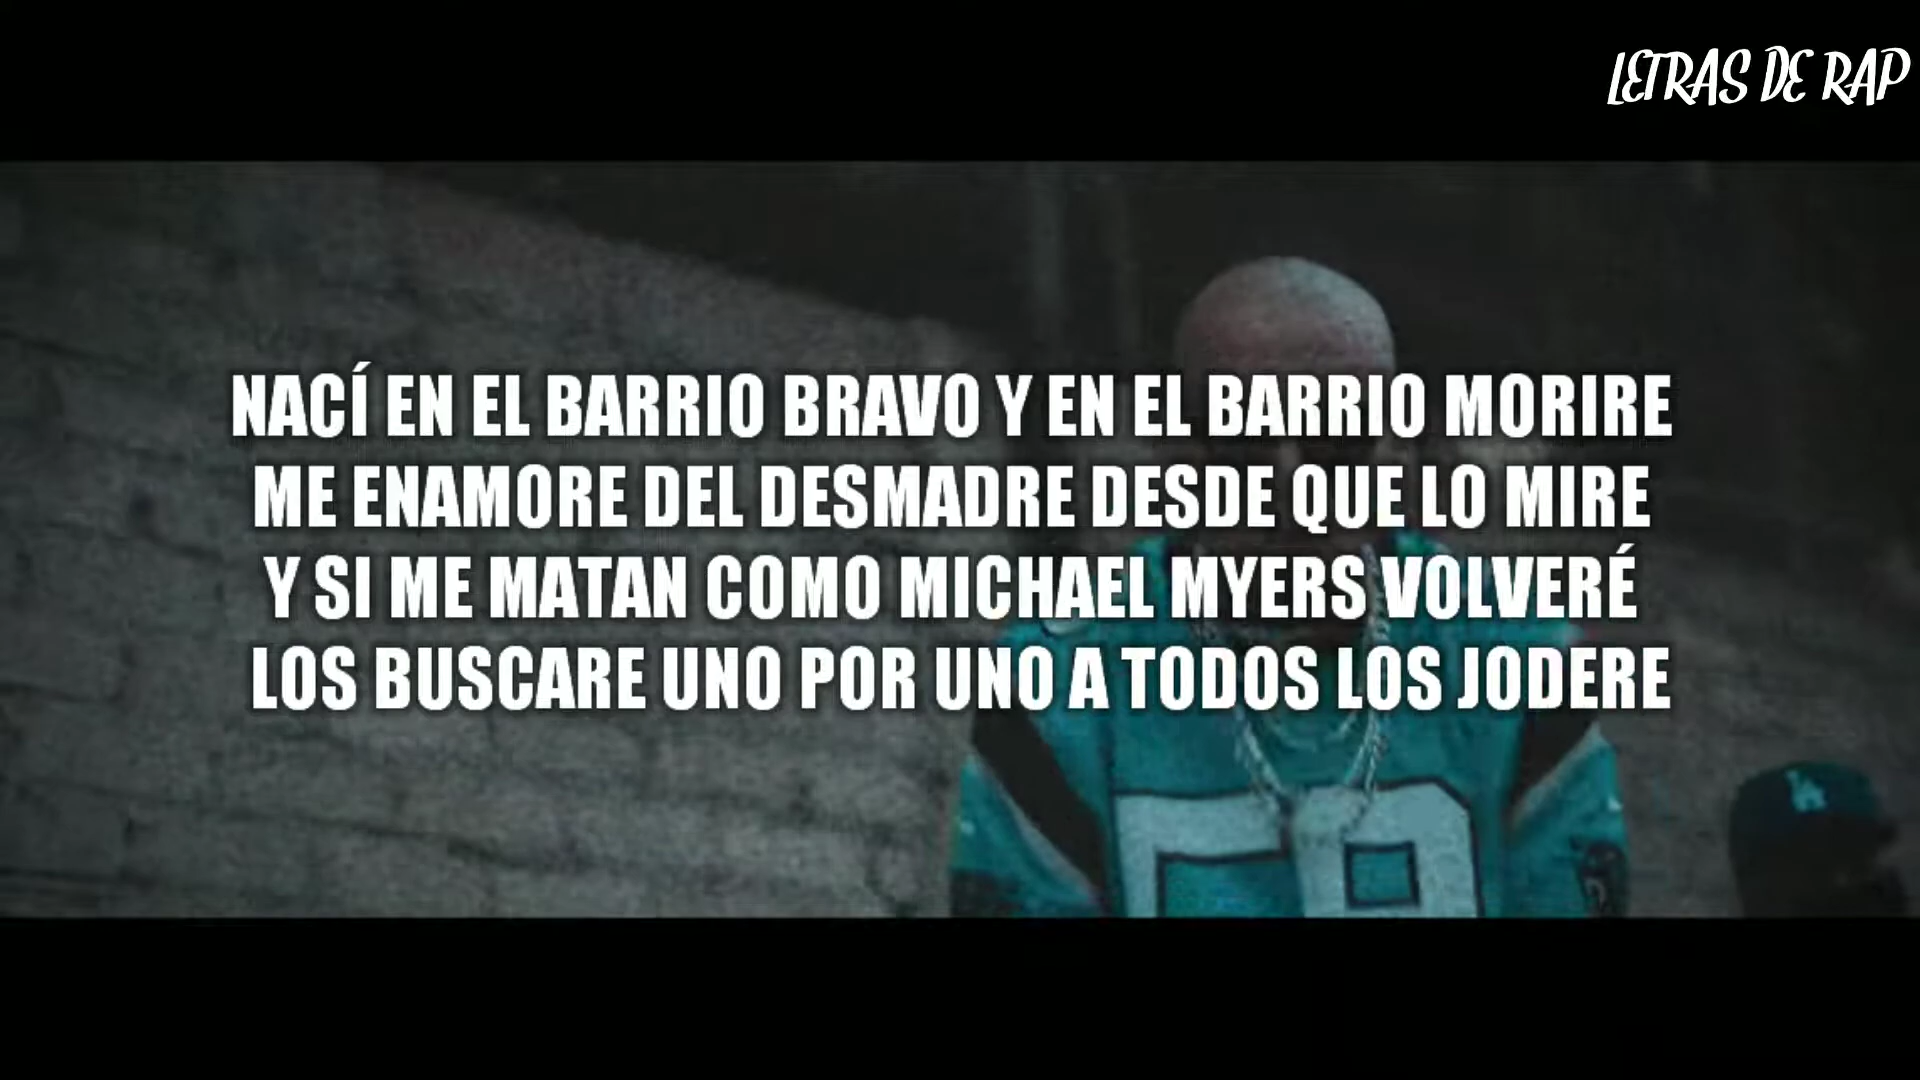 LETRAS DE RAP
NACÍ EN EL BARRIO BRAVO Y EN EL BARRIO MORIRE
ME ENAMORE DEL DESMADRE DESDE QUE LO MIRE
Y SI ME MATAN COMO MICHAEL MYERS VOLVERÉ
LOS BUSCARE UNO POR UNO A TODOS LOS JODERE
LA